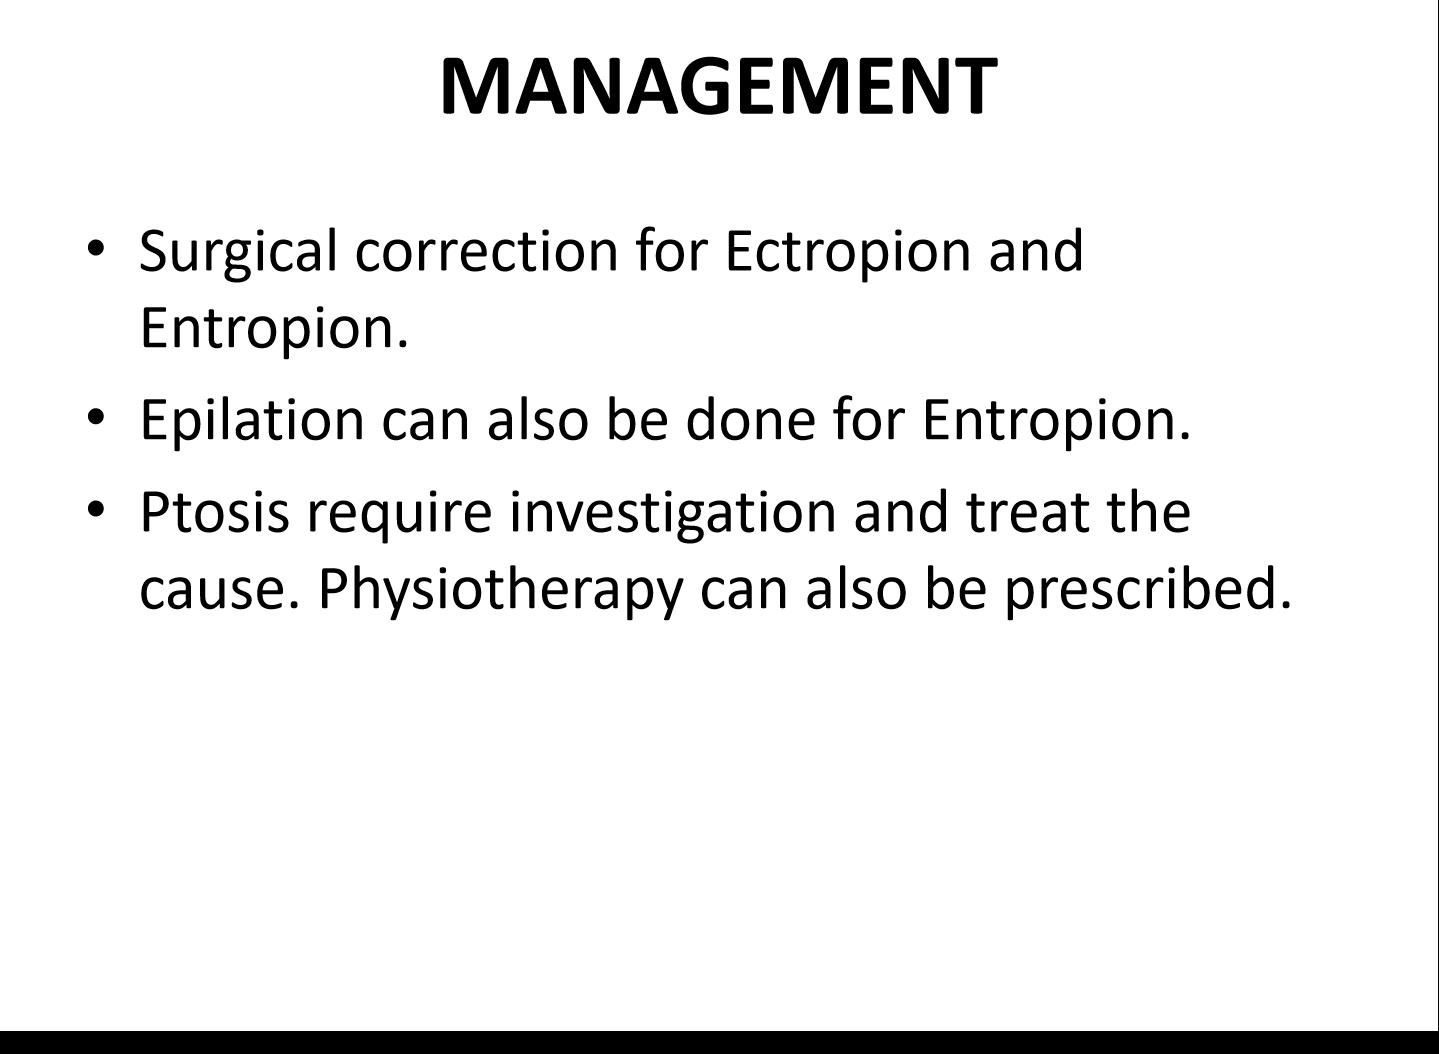 MANAGEMENT
• Surgical correction for Ectropion and
Entropion.
• Epilation can also be done for Entropion.
• Ptosis require investigation and treat the
cause. Physiotherapy can also be prescribed.